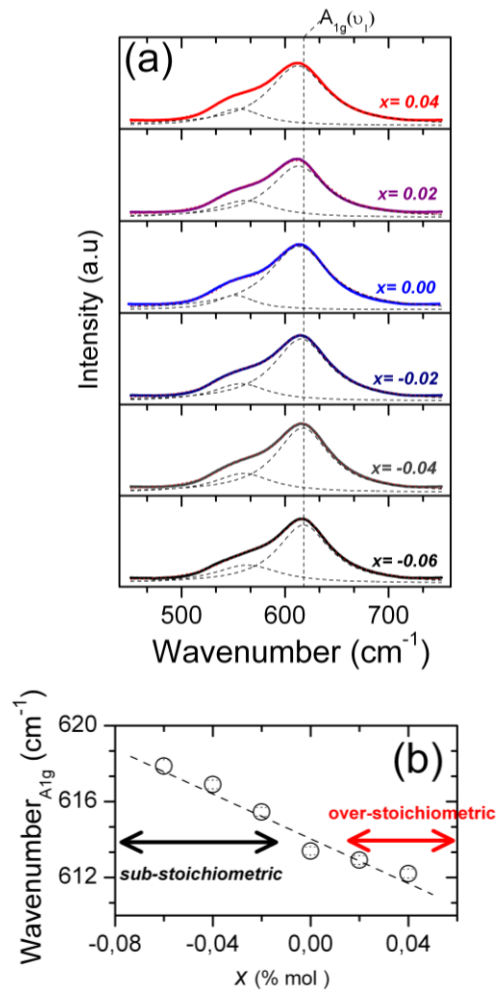 A1g(υ1)
(a)
x= 0.04
x= 0.02
x= 0.00
x= -0.02
x= -0.04
x= -0.06
Intensity (a.u)
500 600 700
Wavenumber (cm-1)
(b)
WavenumberA1g (cm-1)
620
616
612
over-stoichiometric
sub-stoichiometric
-0,08 -0,04 0,00 0,04
x (% mol)